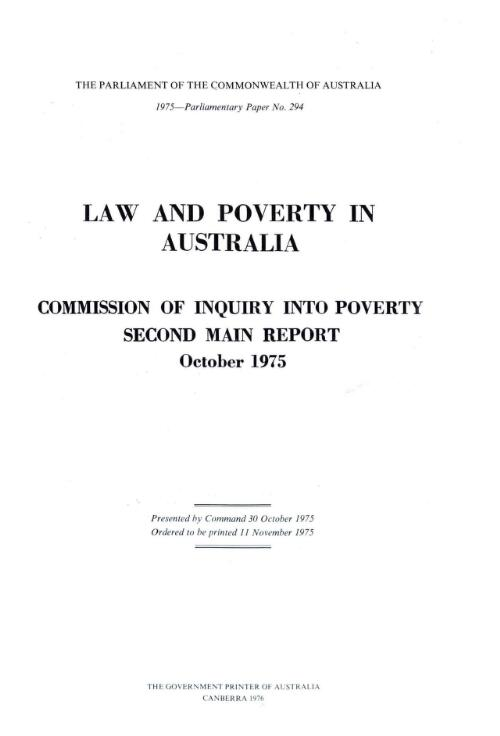 THE PARLIAMENT OF THE COMMONWEALTH OF AUSTRALIA
1975—Parliamentary Paper No. 294
LAW AND POVERTY IN
AUSTRALIA
COMMISSION OF INQUIRY INTO POVERTY
SECOND MAIN REPORT
October 1975
Presented by Command 30 October 1975
Ordered to be printed 11 November 1975
THE GOVERNMENT PRINTER OF AUSTRALIA
CANBERRA 1976